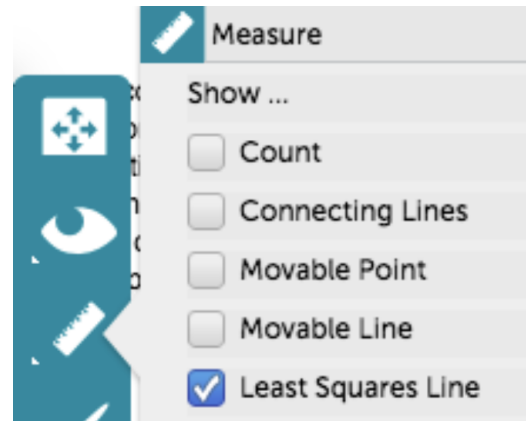 Measure
Show ...
Count
Connecting Lines
Movable Point
Movable Line
Least Squares Line